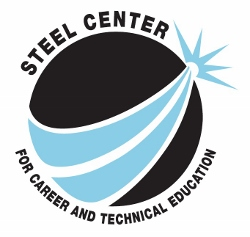 STEEL CENTER
FOR CAREER AND TECHNICAL EDUCATION